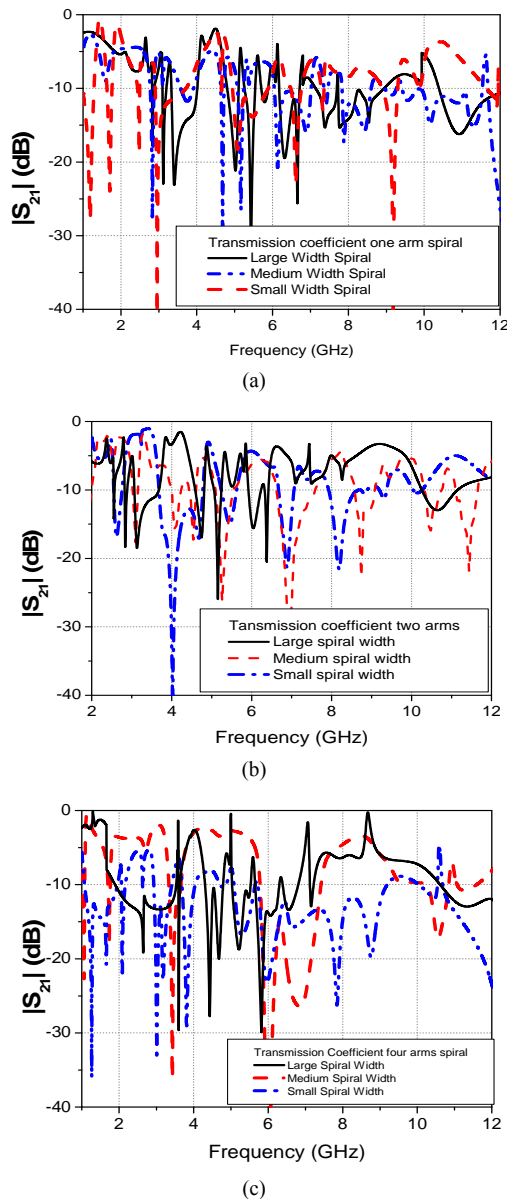 0
-10
-20
-30
-40
|S21| (dB)
Transmission coefficient one arm spiral
Large Width Spiral
Medium Width Spiral
Small Width Spiral
2 4 6 8 10 12
Frequency (GHz)
(a)
0
-10
-20
-30
-40
|S21| (dB)
Tansmission coefficient two arms
Large spiral width
Medium spiral width
Small spiral width
2 4 6 8 10 12
Frequency (GHz)
(b)
0
-10
-20
-30
-40
|S21| (dB)
Transmission Coefficient four arms spiral
Large Spiral Width
Medium Spiral Width
Small Spiral Width
2 4 6 8 10 12
Frequency (GHz)
(c)